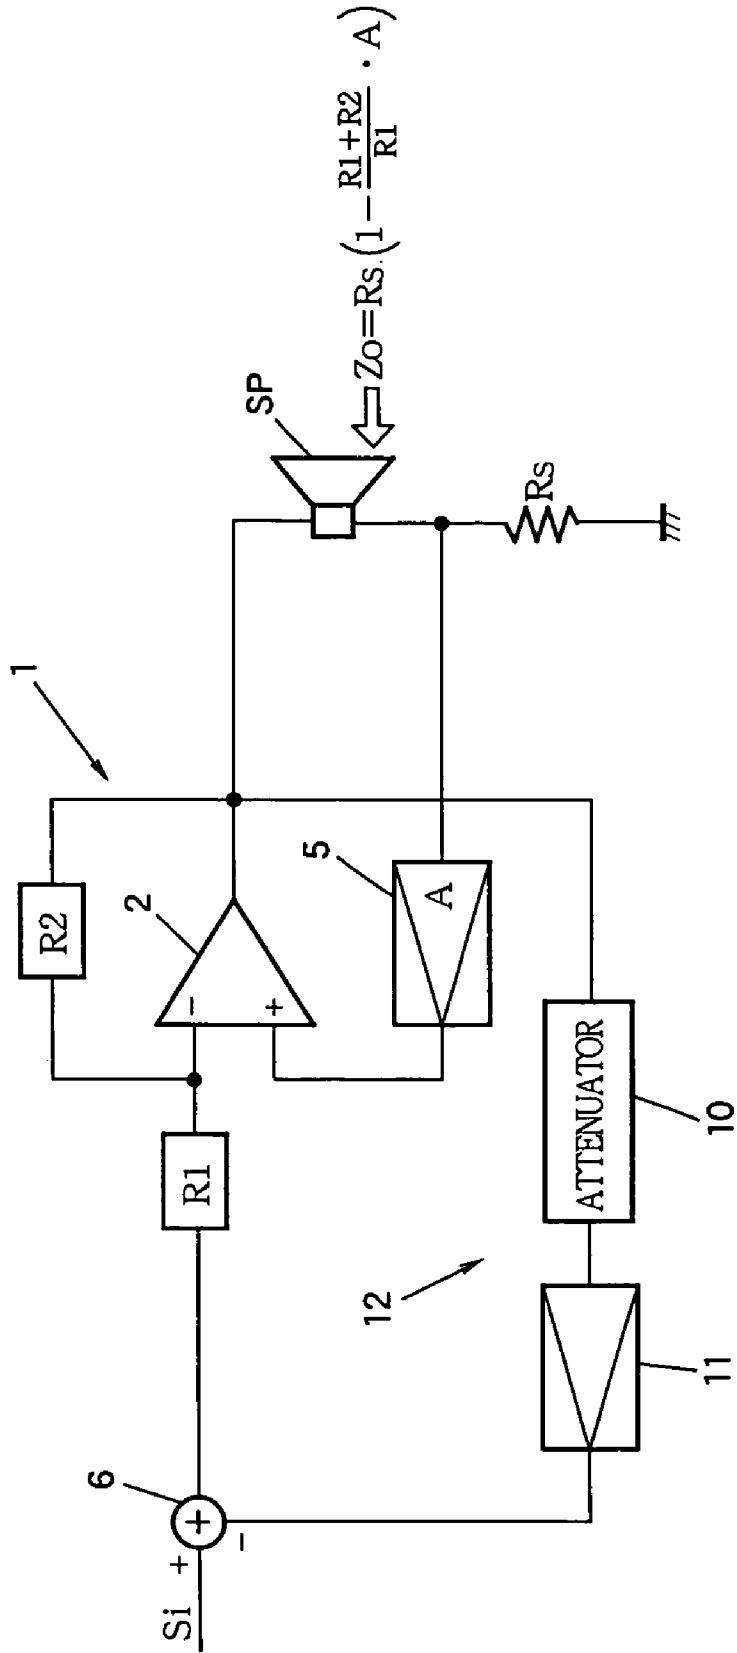 1
R2
2
−
+
R1
6
+
+
−
Si
5
A
SP
Zo=Rs.(1−R1+R2/R1·A)
Rs
12
ATTENUATOR
10
11